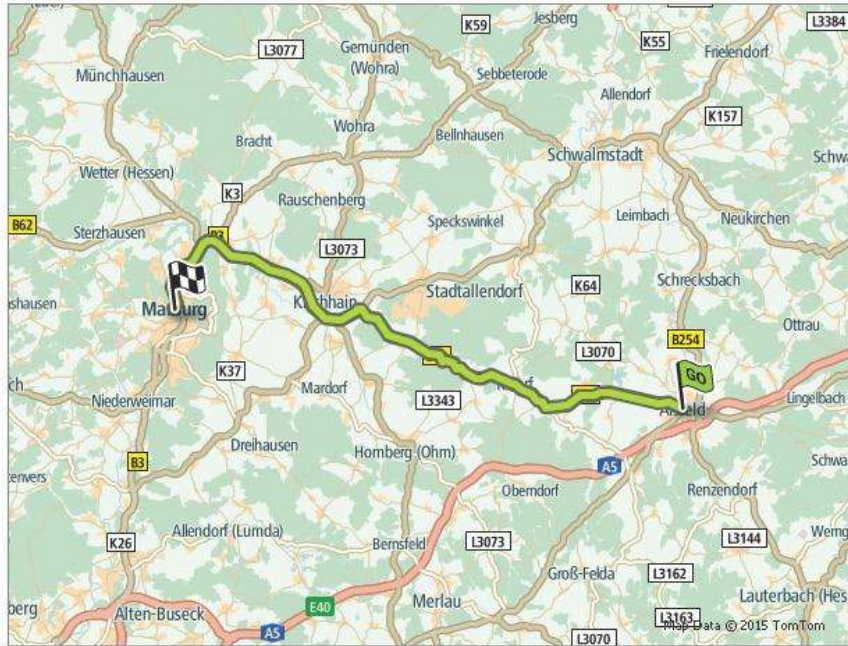 L3384
K59
Jesberg
Gemünden
(Wohra)
K55
Frielendorf
L3077
Münchhausen
Sebbeterode
Allendorf
K157
Wohra
Bellnhausen
Bracht
Schwalmstadt
Wetter (Hessen)
K3
Rauschenberg
Leimbach
Neukirchen
B62
Sterzhausen
Speckswinkel
L3073
Schrecksbach
Stadtallendorf
K64
B254
Ottrau
L3070
GO
K37
Mardorf
L3343
Niederweimar
Lingelbach
Dreihausen
Homberg (Ohm)
B3
A5
Oberndorf
Renzendorf
Allendorf (Lumda)
K26
Bernsfeld
L3073
L3144
Groß-Felda
L3162
Alten-Buseck
E40
Merlau
L3163
A5
L3070
Map Data © 2015 TomTom